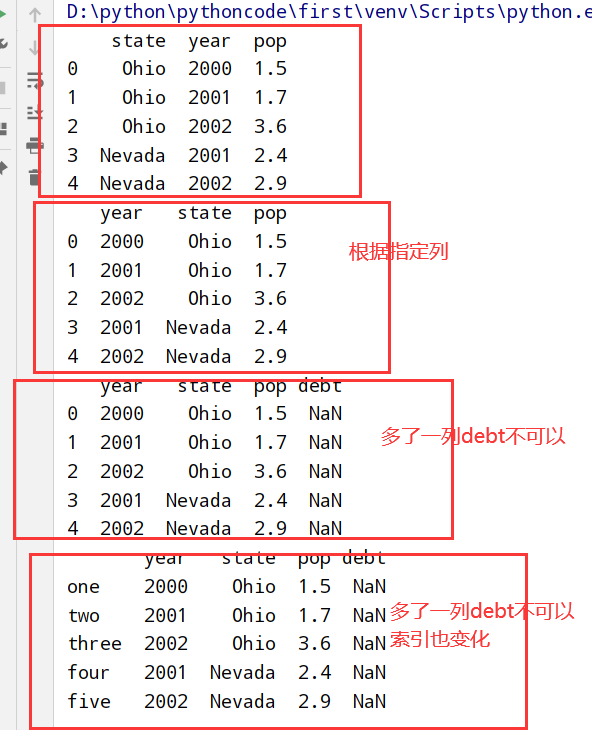 D:\python\pythoncode\first\venv\Scripts\python.e
state year pop
0 Ohio 2000 1.5
1 Ohio 2001 1.7
2 Ohio 2002 3.6
3 Nevada 2001 2.4
4 Nevada 2002 2.9
year state pop
0 2000 Ohio 1.5
根据指定列
1 2001 Ohio 1.7
2 2002 Ohio 3.6
3 2001 Nevada 2.4
4 2002 Nevada 2.9
year state pop debt
0 2000 Ohio 1.5 NaN
1 2001 Ohio 1.7 NaN
多了一列debt不可以
2 2002 Ohio 3.6 NaN
3 2001 Nevada 2.4 NaN
4 2002 Nevada 2.9 NaN
year state pop debt
one 2000 Ohio 1.5 NaN
two 2001 Ohio 1.7 NaN
多了一列debt不可以
three 2002 Ohio 3.6 NaN
索引也变化
four 2001 Nevada 2.4 NaN
five 2002 Nevada 2.9 NaN